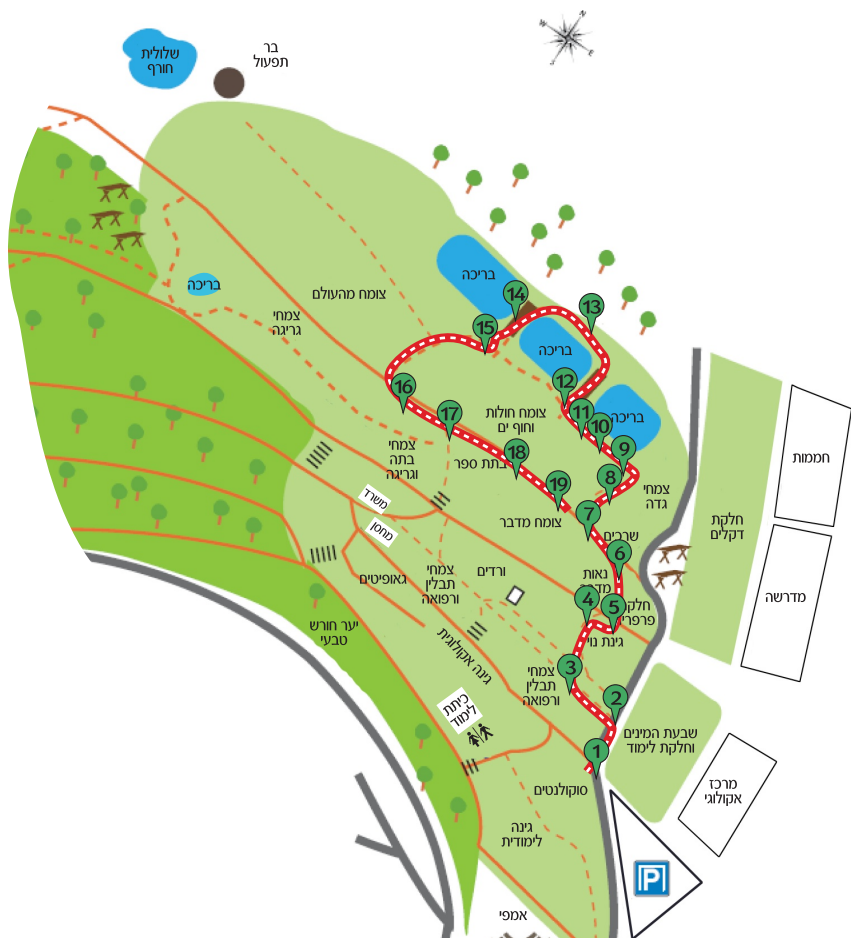 N
W
E
S
שלולית
חורף
בר
תפעול
בריכה
14
13
בריכה
צומח מהעולם
צמחי
גריגה
15
בריכה
12
16
17
צומח חולות
וחוף ים
11
10
בריכה
צמחי
בתה
וגריגה
בתת ספר
18
9
8
צמחי
גדה
חממות
משרד
19
צומח מדבר
7
חלקת
דקלים
מחסן
שרכים
6
גאופיטים
צמחי
תבלין
ורפואה
ורדים
נאות
4
5
מדרשה
פרפרים
גינת נוי
יער חורש
טבעי
גינה אקולוגית
3
צמחי
תבלין
ורפואה
2
כיתת
לימוד
שבעת המינים
וחלקת לימוד
1
סוקולנטים
מרכז
אקולוגי
גינה
לימודית
P
אמפי